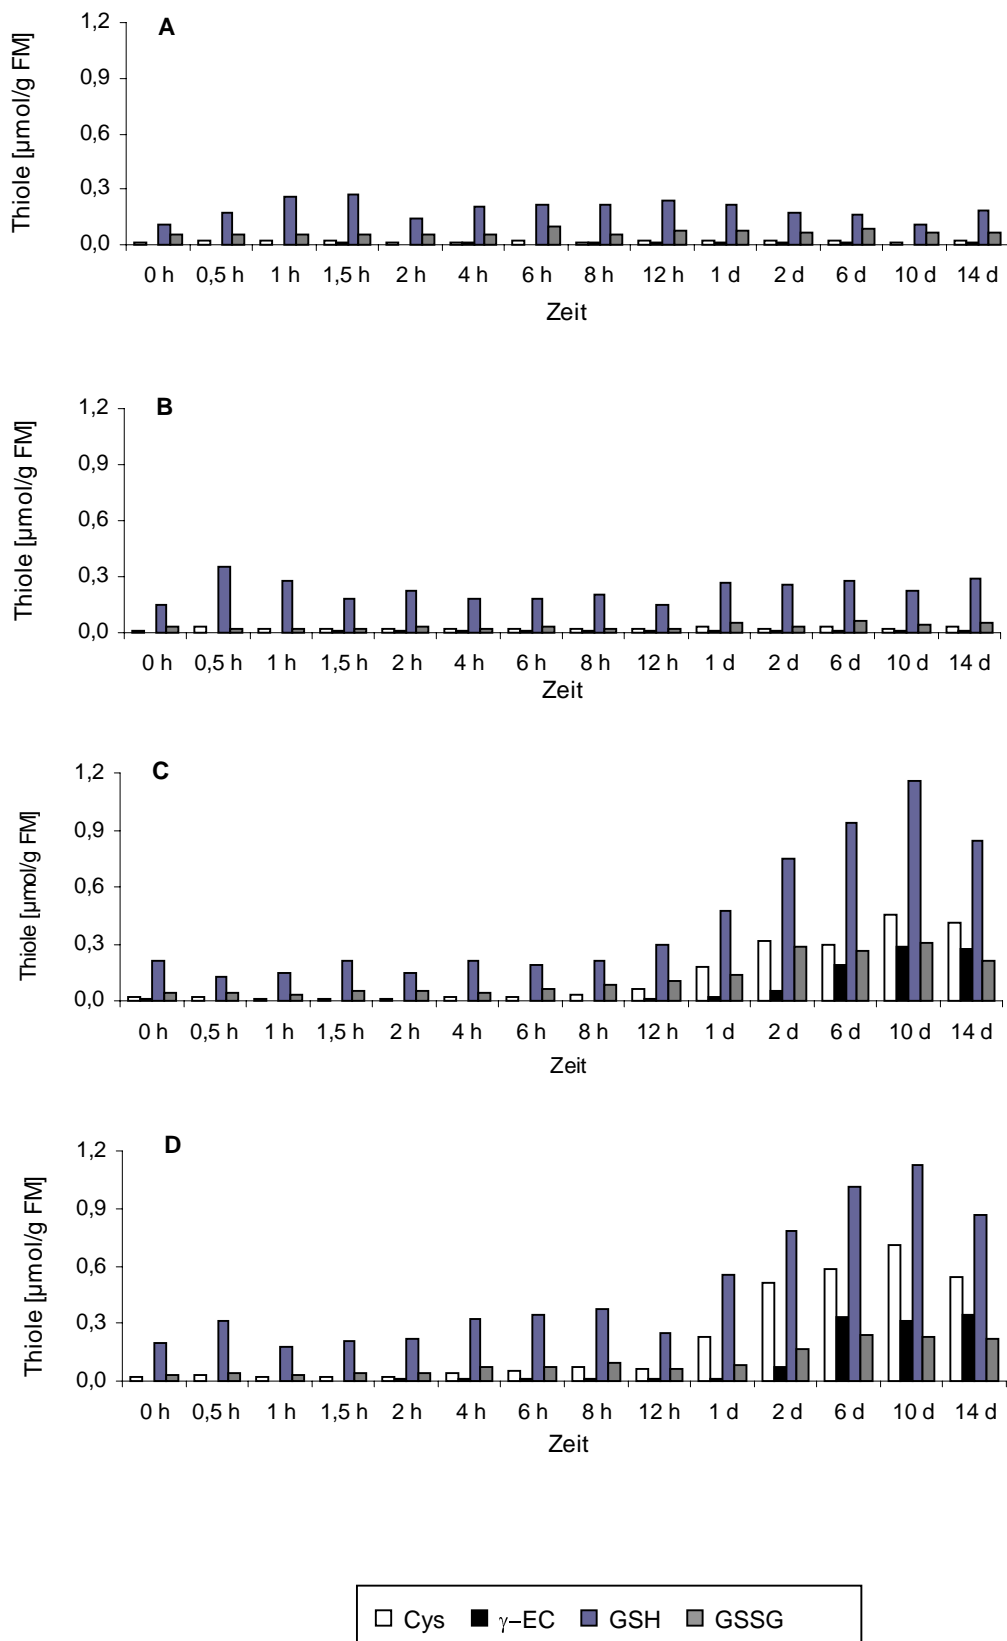 A
Thiole [µmol/g FM]
1,2
0,9
0,6
0,3
0,0
0 h 0,5 h 1 h 1,5 h 2 h 4 h 6 h 8 h 12 h 1 d 2 d 6 d 10 d 14 d
Zeit
B
Thiole [µmol/g FM]
1,2
0,9
0,6
0,3
0,0
0 h 0,5 h 1 h 1,5 h 2 h 4 h 6 h 8 h 12 h 1 d 2 d 6 d 10 d 14 d
Zeit
C
Thiole [µmol/g FM]
1,2
0,9
0,6
0,3
0,0
0 h 0,5 h 1 h 1,5 h 2 h 4 h 6 h 8 h 12 h 1 d 2 d 6 d 10 d 14 d
Zeit
D
Thiole [µmol/g FM]
1,2
0,9
0,6
0,3
0,0
0 h 0,5 h 1 h 1,5 h 2 h 4 h 6 h 8 h 12 h 1 d 2 d 6 d 10 d 14 d
Zeit
Cys γ–EC GSH GSSG